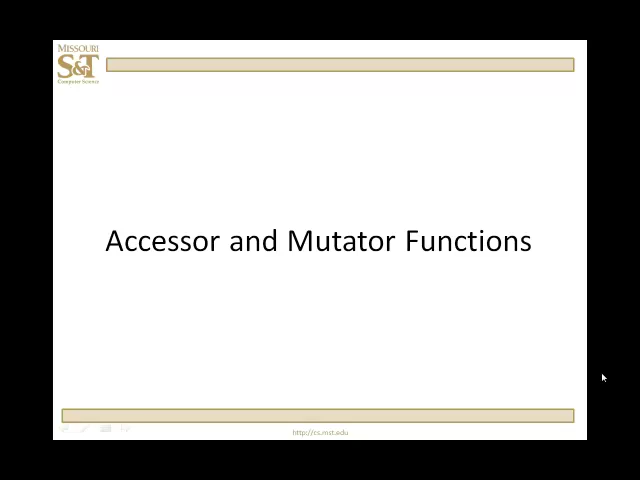 MISSOURI
S&T
Computer Science
Accessor and Mutator Functions
http://cs.mst.edu